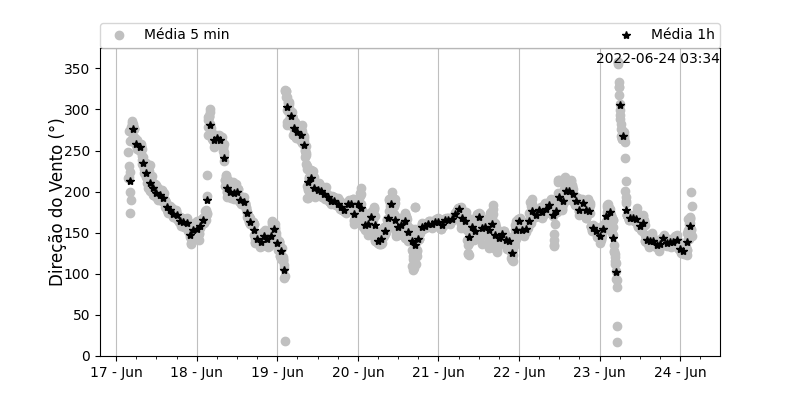 Média 5 min
Média 1h
2022-06-24 03:34
Direção do Vento (°)
350
300
250
200
150
100
50
0
17 - Jun
18 - Jun
19 - Jun
20 - Jun
21 - Jun
22 - Jun
23 - Jun
24 - Jun